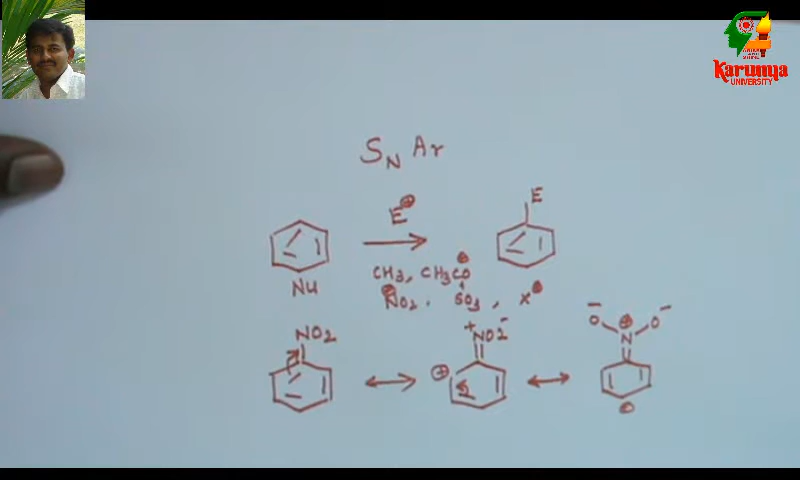 Karunya
UNIVERSITY
SN Ar
E⊕
E
CH3, CH3CO⊕
Nu
⊕NO2, SO3, X⊕
NO2
+NO2−
⊕
− −
O N⊕ O
⊕